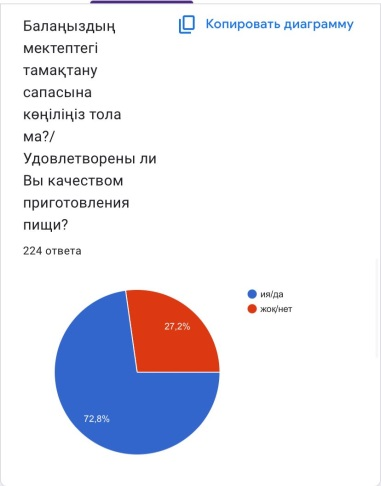 Балаңыздың
мектептегі
тамақтану
сапасына
көңіліңіз тола
ма?/
Удовлетворены ли
Вы качеством
приготовления
пищи?
Копировать диаграмму
224 ответа
ия/да
жоқ/нет
27,2%
72,8%